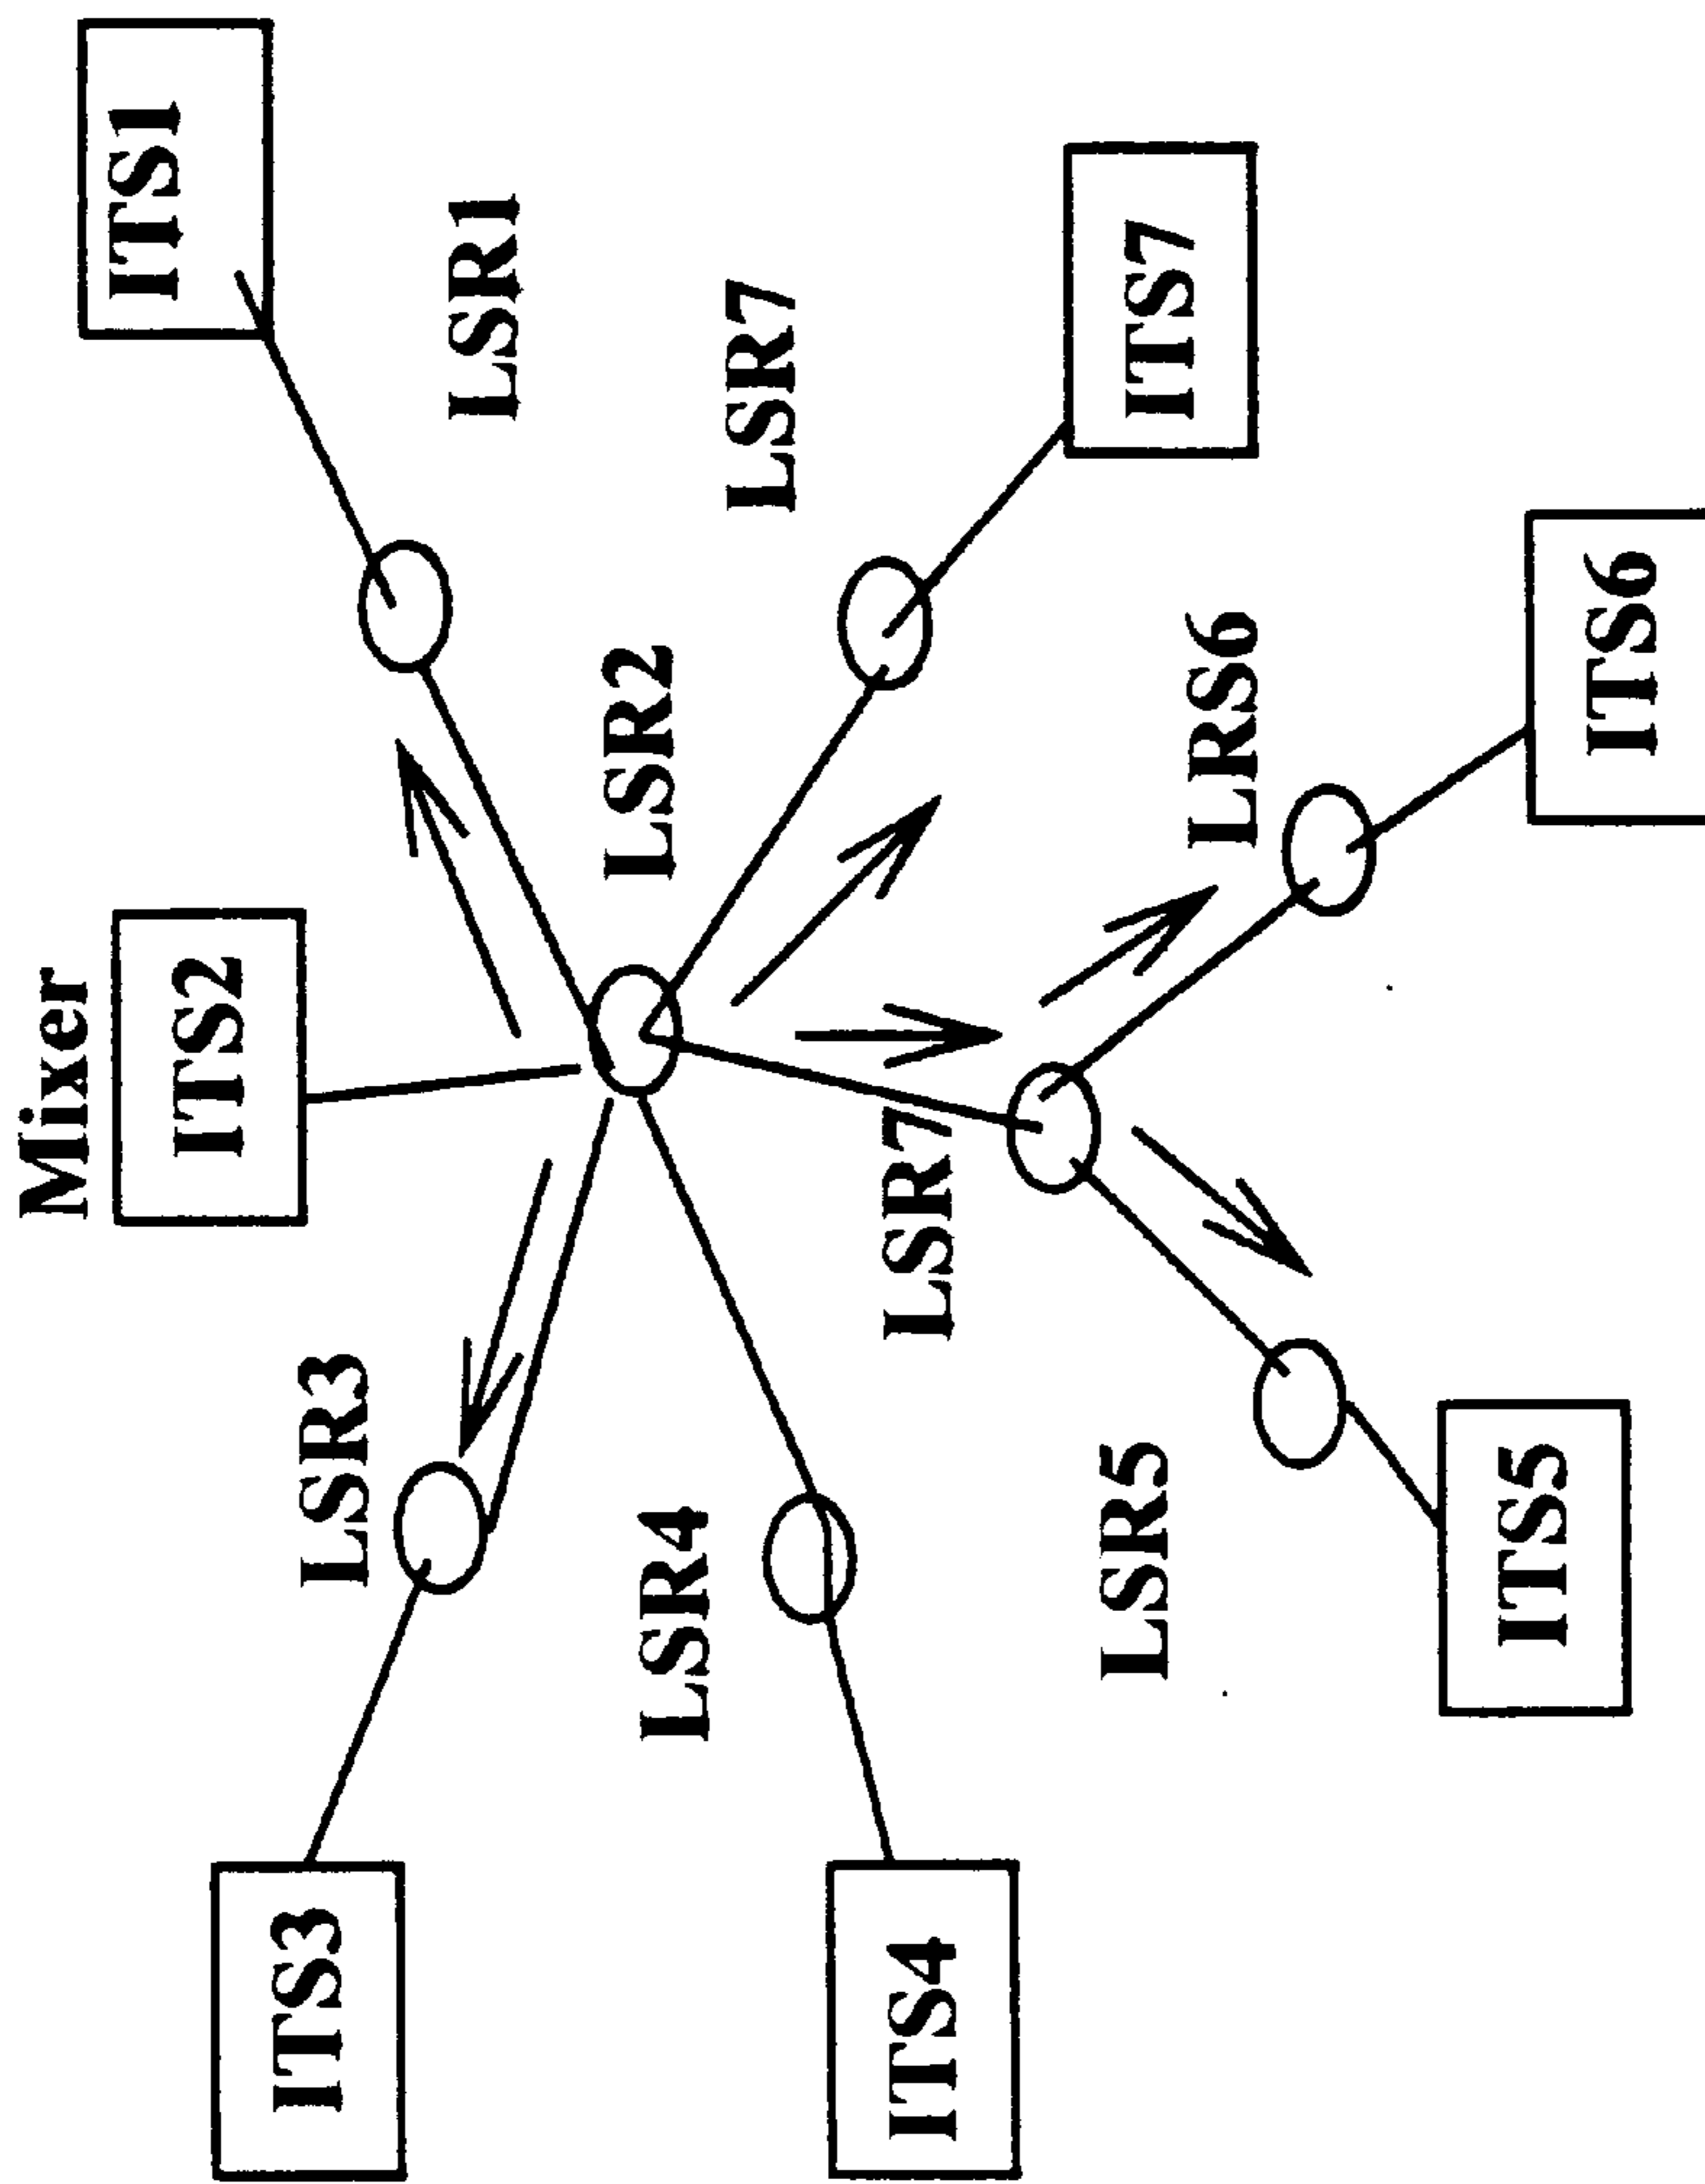 Mixer
ITS1
ITS2
ITS3
LSR1
LSR3
LSR2
LSR7
LSR4
ITS7
LSR7
ITS4
LRS6
LSR5
ITS6
ITS5